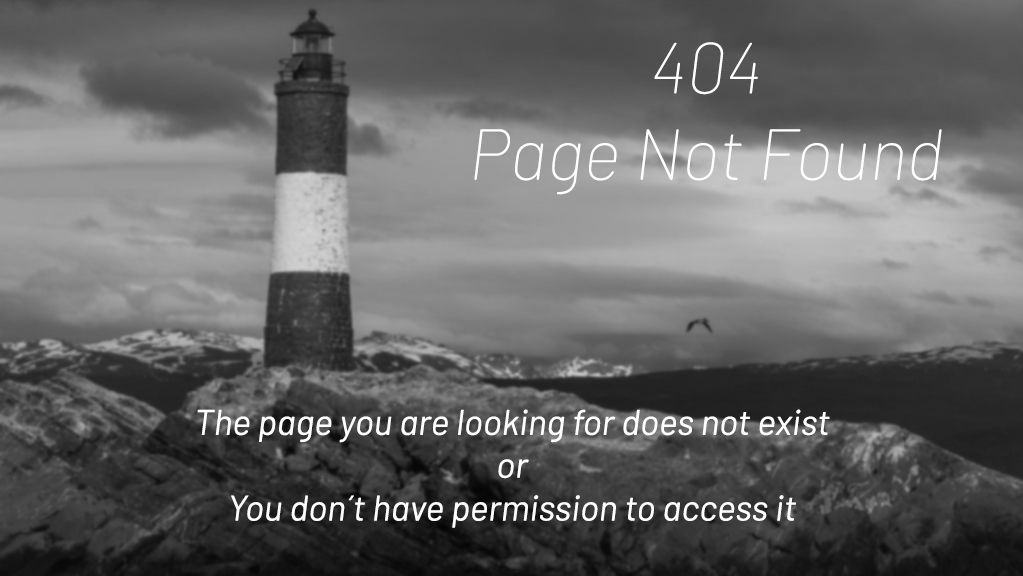 404
Page Not Found
The page you are looking for does not exist
or
You don´t have permission to access it